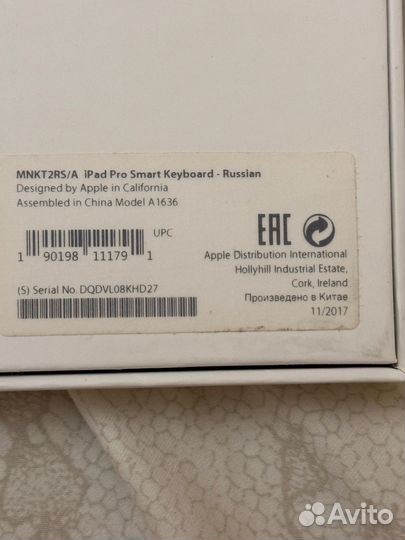 MNKT2RS/A iPad Pro Smart Keyboard - Russian
Designed by Apple in California
Assembled in China Model A1636
UPC
1 90198 11179 1
(S) Serial No. DQDVL08KHD27
EAC
Apple Distribution International
Hollyhill Industrial Estate,
Cork, Ireland
Произведено в Китае
11/2017
Avito